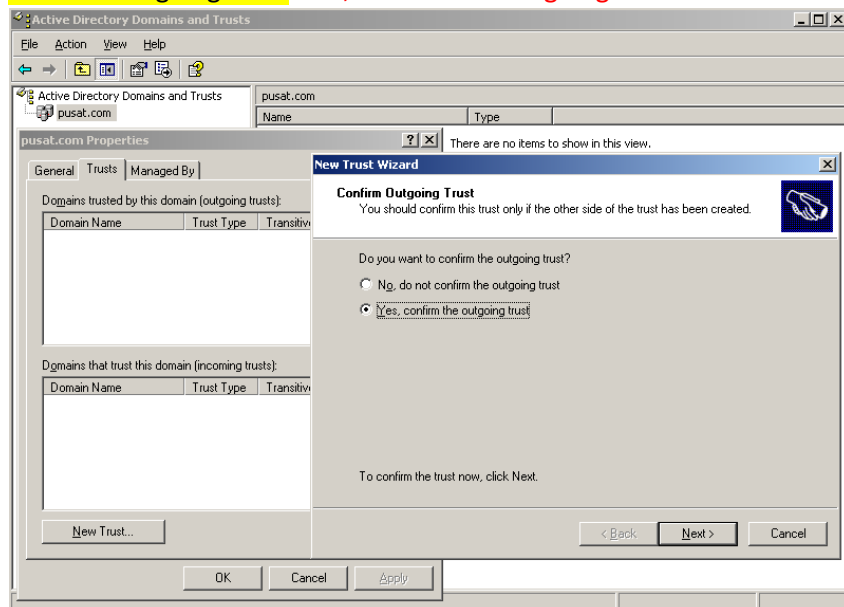 Active Directory Domains and Trusts
File Action View Help
Active Directory Domains and Trusts
pusat.com
pusat.com
Name Type
There are no items to show in this view.
pusat.com Properties
General Trusts Managed By
Domains trusted by this domain (outgoing trusts):
Domain Name Trust Type
Domains that trust this domain (incoming trusts):
Domain Name Trust Type
New Trust...
OK Cancel Apply
New Trust Wizard
Confirm Outgoing Trust
You should confirm this trust only if the other side of the trust has been created.
Do you want to confirm the outgoing trust?
No, do not confirm the outgoing trust
Yes, confirm the outgoing trust
To confirm the trust now, click Next.
< Back Next > Cancel